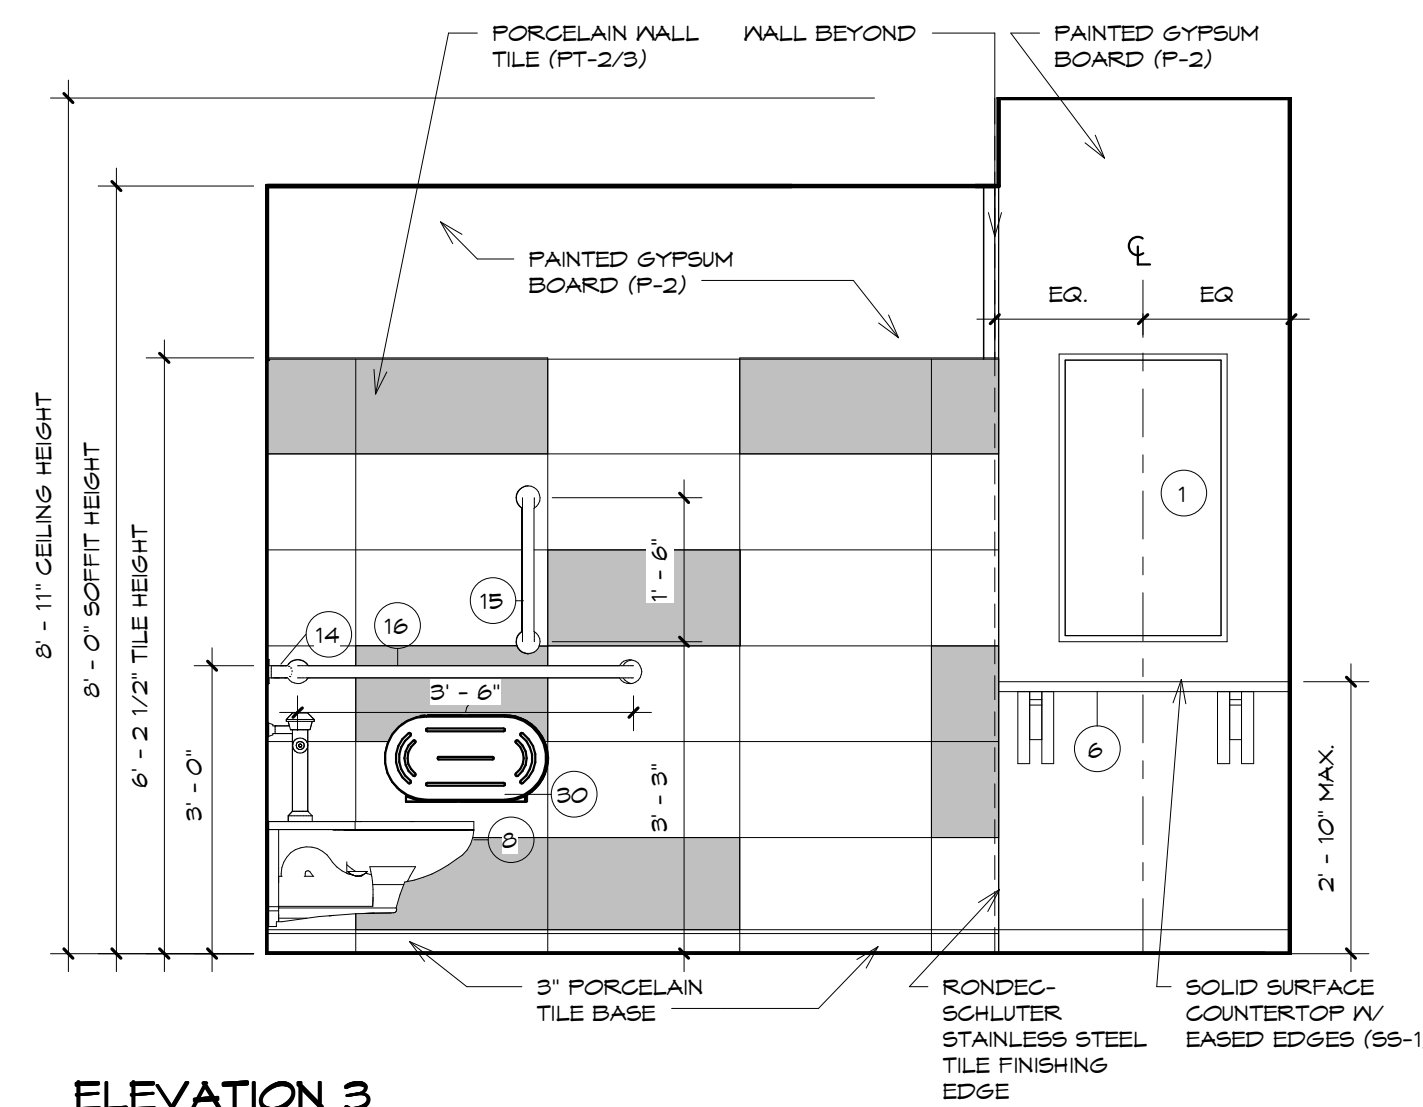 PORCELAIN WALL
TILE (PT-2/3)
WALL BEYOND
PAINTED GYPSUM
BOARD (P-2)
PAINTED GYPSUM
BOARD (P-2)
℄
EQ.
EQ
8' - 11" CEILING HEIGHT
8' - 0" SOFFIT HEIGHT
6' - 2 1/2" TILE HEIGHT
3' - 0"
1
15
1' - 6"
14
16
3' - 6"
6
30
3' - 3"
8
2' - 10" MAX.
3" PORCELAIN
TILE BASE
RONDEC-
SCHLUTER
STAINLESS STEEL
TILE FINISHING
EDGE
SOLID SURFACE
COUNTERTOP W/
EASED EDGES (SS-1
ELEVATION 3